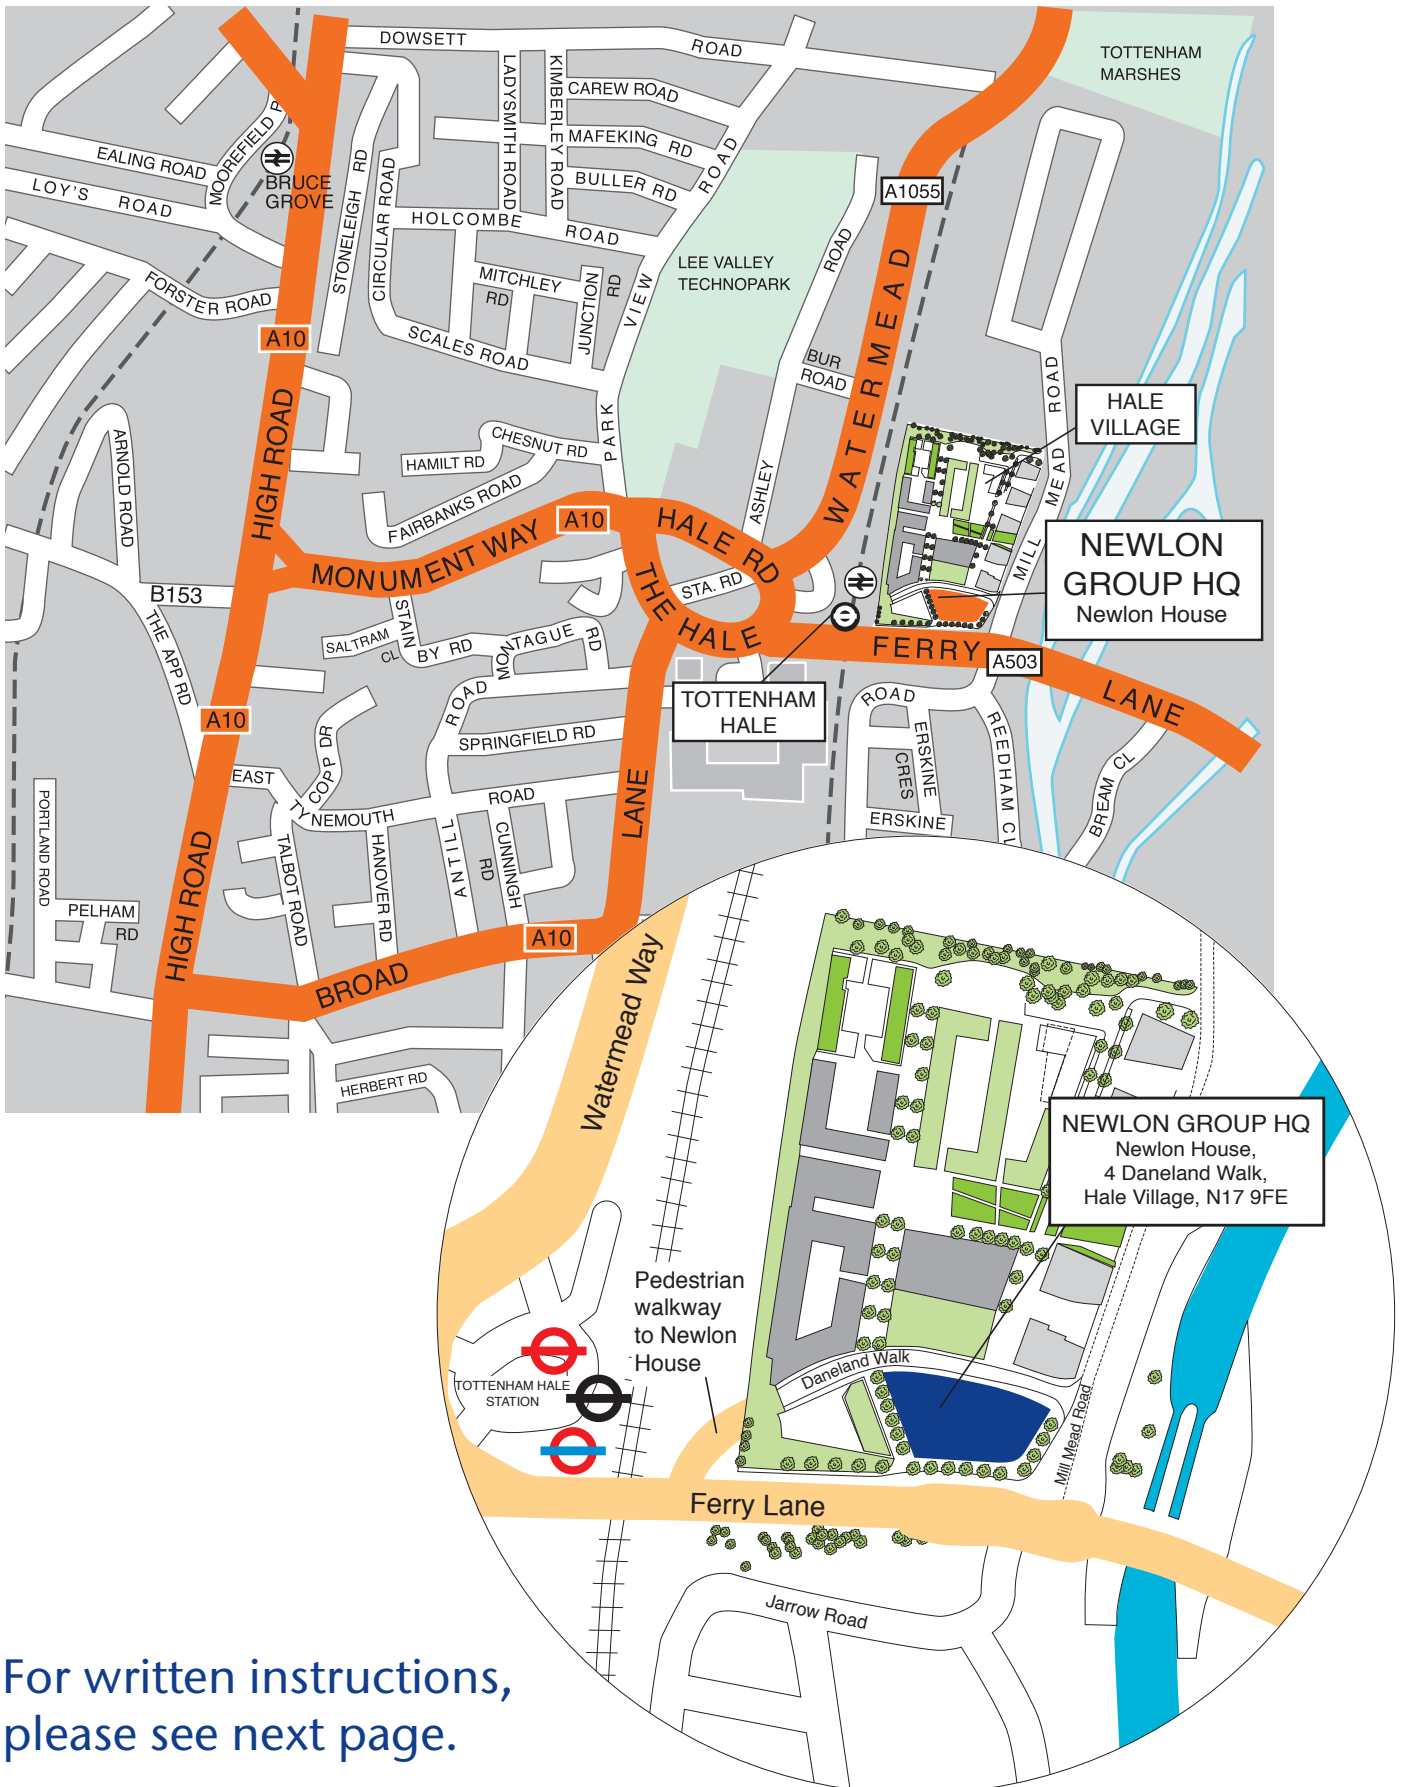 DOWSETT
ROAD
TOTTENHAM
MARSHES
LADYSMITH ROAD
KIMBERLEY ROAD
CAREW ROAD
MAFEKING RD
BULLER RD
ROAD
VIEW
PARK
EALING ROAD
MOOREFIELD R
LOY'S ROAD
BRUCE
GROVE
STONELEIGH RD
CIRCULAR ROAD
HOLCOMBE
ROAD
A1055
MITCHLEY
RD
JUNCTION
RD
LEE VALLEY
TECHNOPARK
ROAD
ASHLEY
FORSTER ROAD
A10
SCALES ROAD
BUR
ROAD
WATERMEAD
MILL MEAD ROAD
HALE
VILLAGE
ARNOLD ROAD
HIGH ROAD
CHESNUT RD
HAMILT RD
FAIRBANKS ROAD
A10
MONUMENT WAY
HALE RD
THE HALE
STA. RD
NEWLON
GROUP HQ
Newlon House
B153
THE APP RD
SALTRAM
CL
STAIN
BY RD
MONTAGUE
RD
FERRY
A503
LANE
TOTTENHAM
HALE
A10
ROAD
SPRINGFIELD RD
COPP DR
EAST
TYNEMOUTH
ROAD
ROAD
ERSKINE
CRES
ERSKINE
REEDHAM CL
BREAM CL
PORTLAND ROAD
PELHAM
RD
HIGH ROAD
TALBOT ROAD
HANOVER RD
ANTILL
RD
CUNNINGH
LANE
A10
BROAD
HERBERT RD
Watermead Way
NEWLON GROUP HQ
Newlon House,
4 Daneland Walk,
Hale Village, N17 9FE
Pedestrian
walkway
to Newlon
House
Daneland Walk
TOTTENHAM HALE
STATION
Mill Mead Road
Ferry Lane
Jarrow Road
For written instructions,
please see next page.